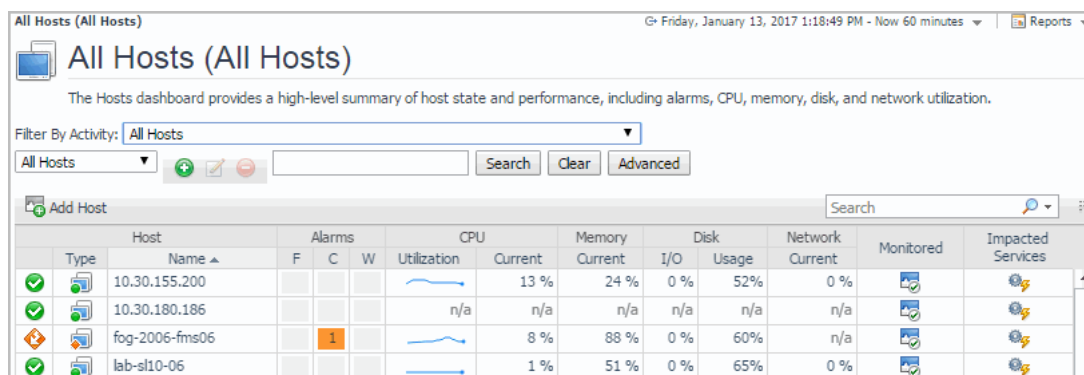 All Hosts (All Hosts) Friday, January 13, 2017 1:18:49 PM - Now 60 minutes Reports
All Hosts (All Hosts)
The Hosts dashboard provides a high-level summary of host state and performance, including alarms, CPU, memory, disk, and network utilization.
Filter By Activity: All Hosts
All Hosts Search Clear Advanced
Add Host Search
Host Alarms CPU Memory Disk Network Monitored Impacted Services
Type Name F C W Utilization Current Current I/O Usage Current
10.30.155.200 13 % 24 % 0 % 52% 0 %
10.30.180.186 n/a n/a n/a n/a n/a n/a
fog-2006-fms06 1 8 % 88 % 0 % 60% n/a
lab-sl10-06 1 % 51 % 0 % 65% 0 %